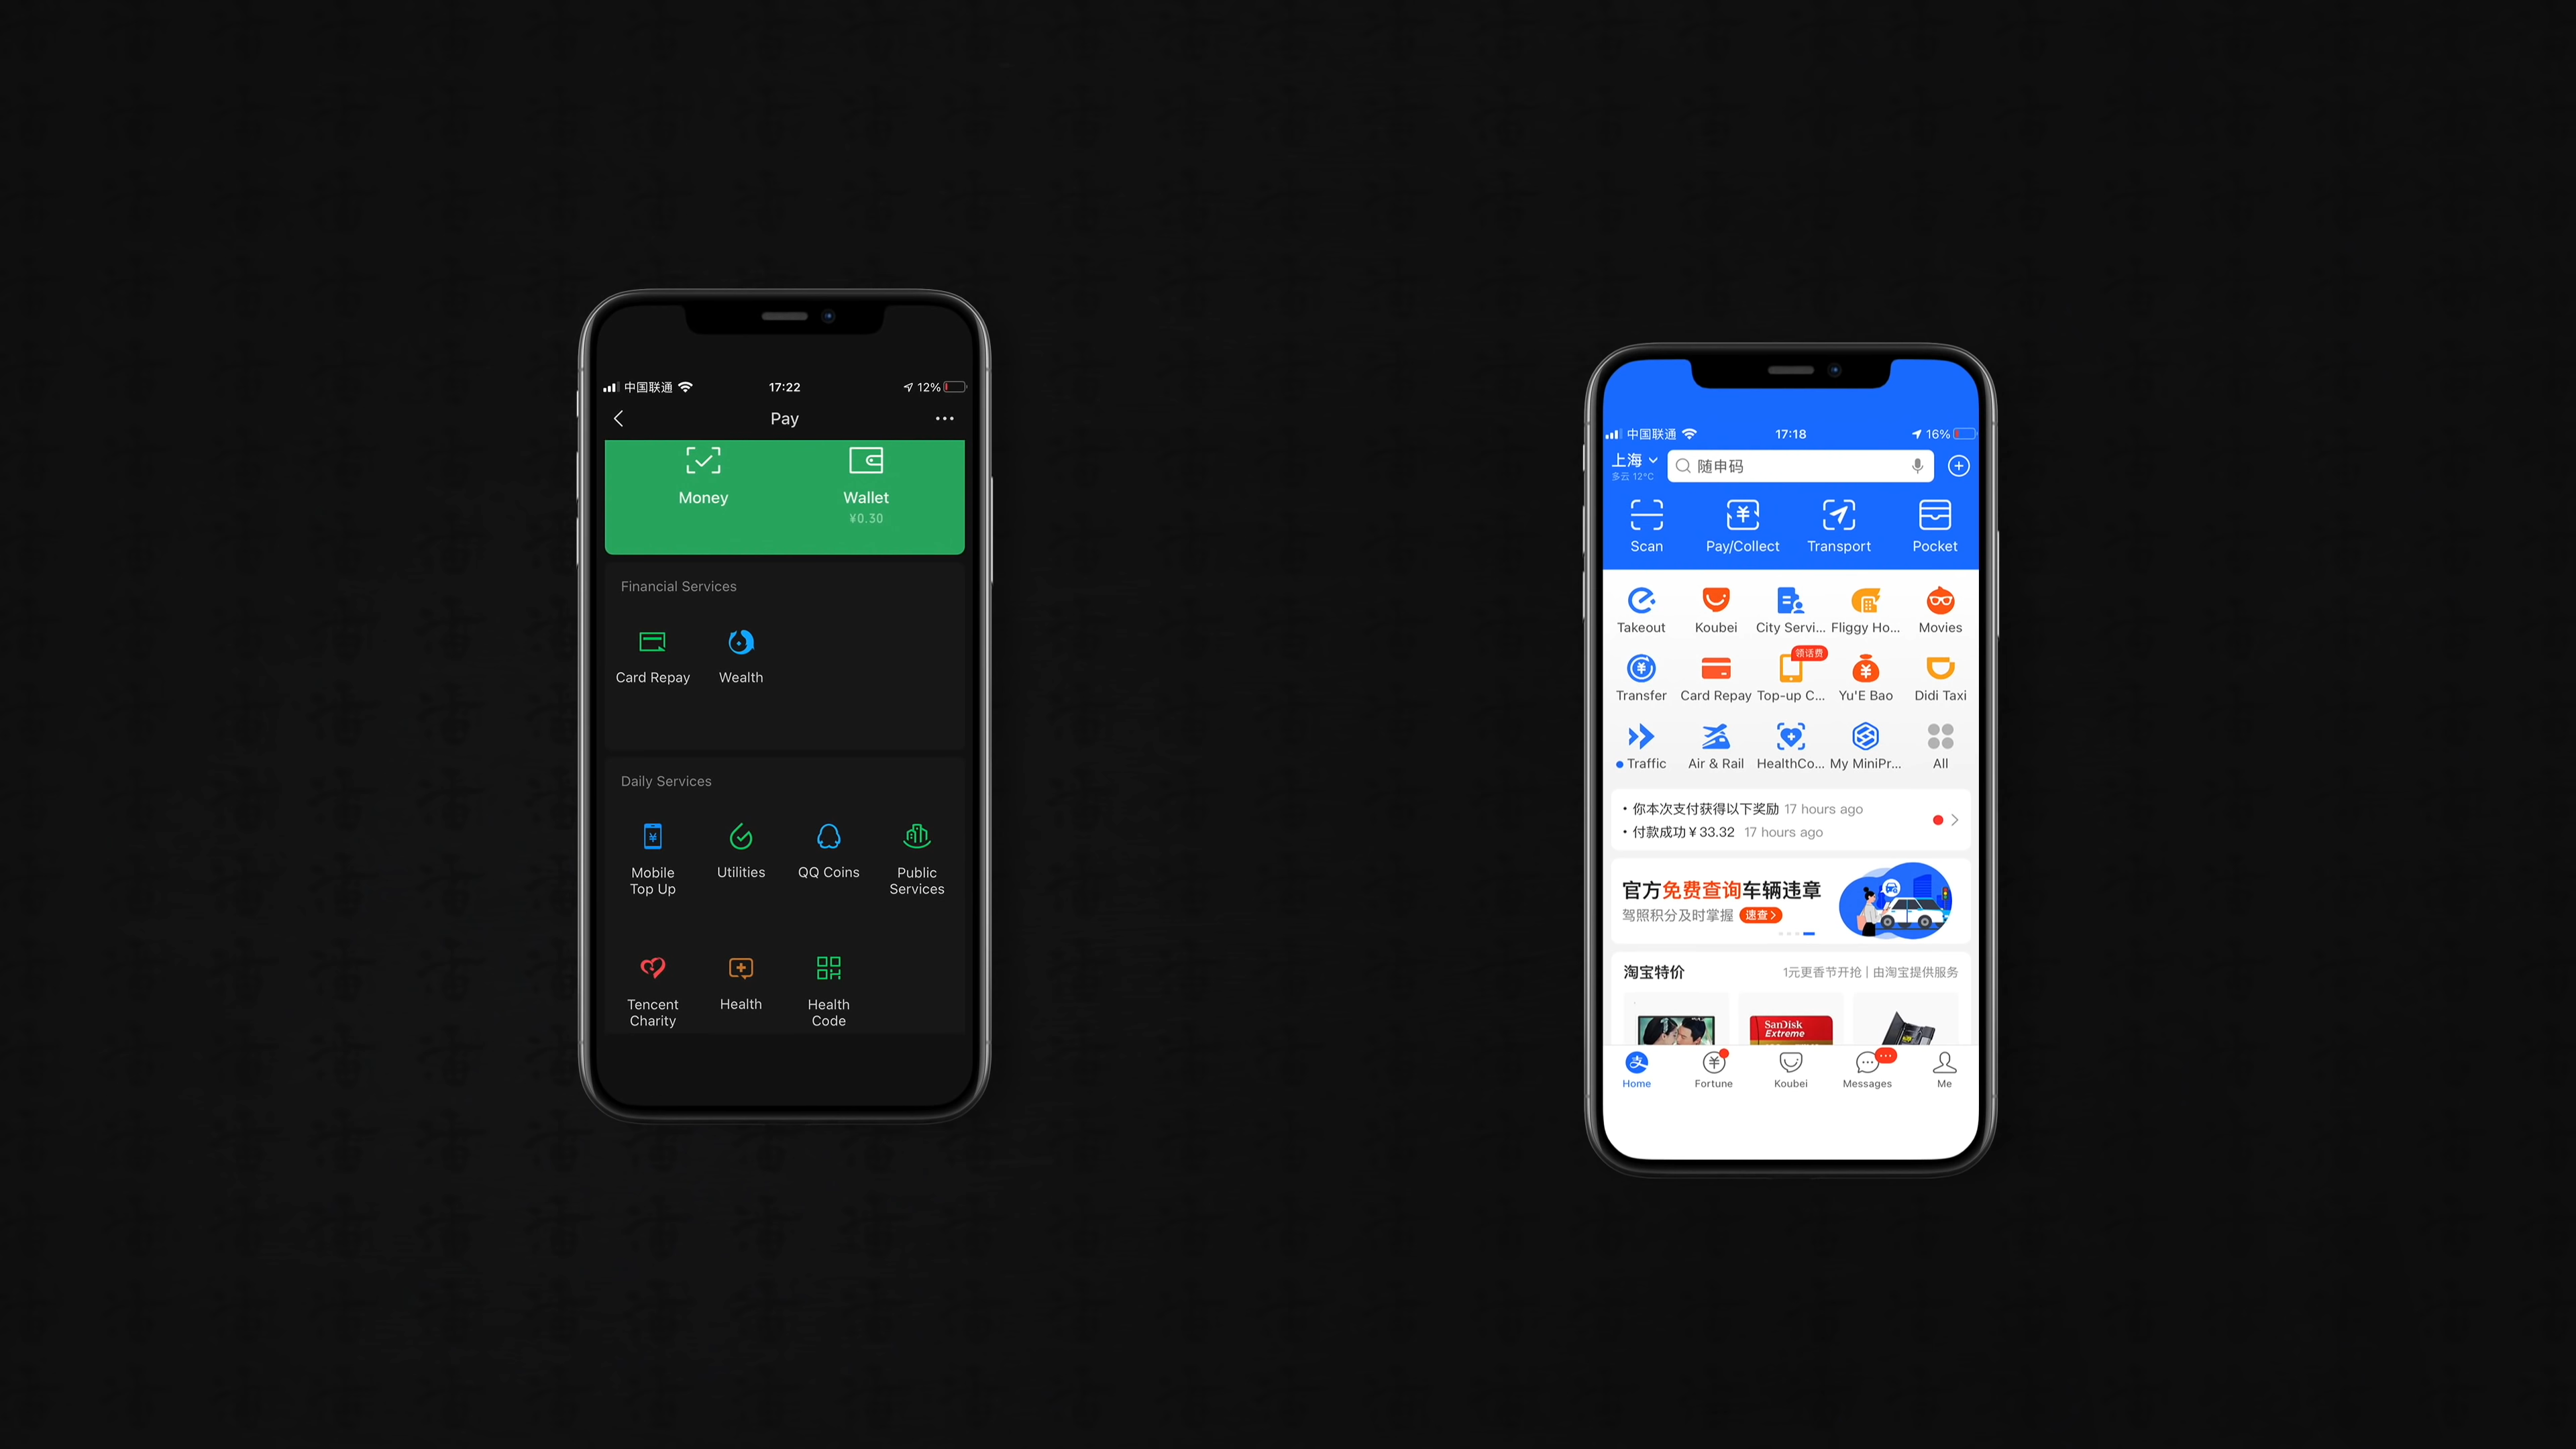 中国联通
17:22
12%
Pay
Money
Wallet
¥0.30
Financial Services
Card Repay
Wealth
Daily Services
Mobile
Top Up
Utilities
QQ Coins
Public
Services
Tencent
Charity
Health
Health
Code
中国联通
17:18
16%
上海
多云 12°C
随申码
Scan
Pay/Collect
Transport
Pocket
Takeout
Koubei
City Servi...
Fliggy Ho...
Movies
领话费
Transfer
Card Repay
Top-up C...
Yu'E Bao
Didi Taxi
Traffic
Air & Rail
HealthCo...
My MiniPr...
All
• 你本次支付获得以下奖励 17 hours ago
• 付款成功¥33.32 17 hours ago
官方免费查询车辆违章
驾照积分及时掌握 速查>
淘宝特价
1元更香节开抢 | 由淘宝提供服务
SanDisk
Extreme
支
Home
Fortune
Koubei
Messages
Me